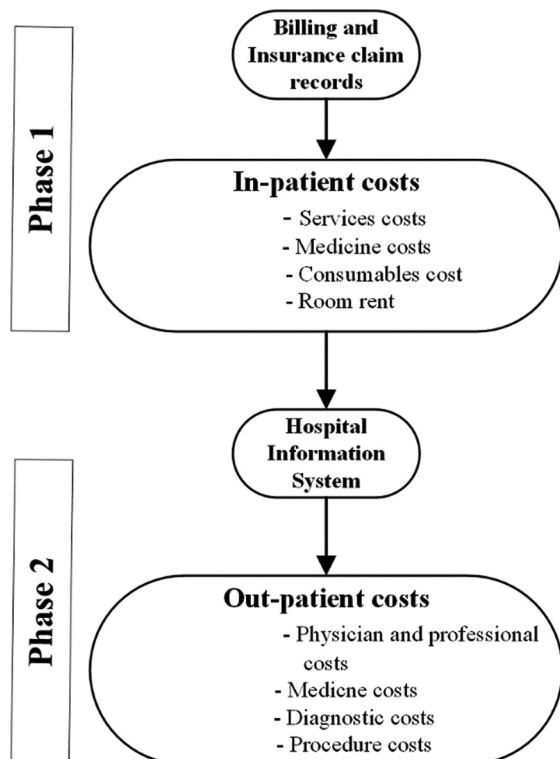 Billing and
Insurance claim
records
Phase 1
In-patient costs
- Services costs
- Medicine costs
- Consumables cost
- Room rent
Hospital
Information
System
Phase 2
Out-patient costs
- Physician and professional
costs
- Medicne costs
- Diagnostic costs
- Procedure costs